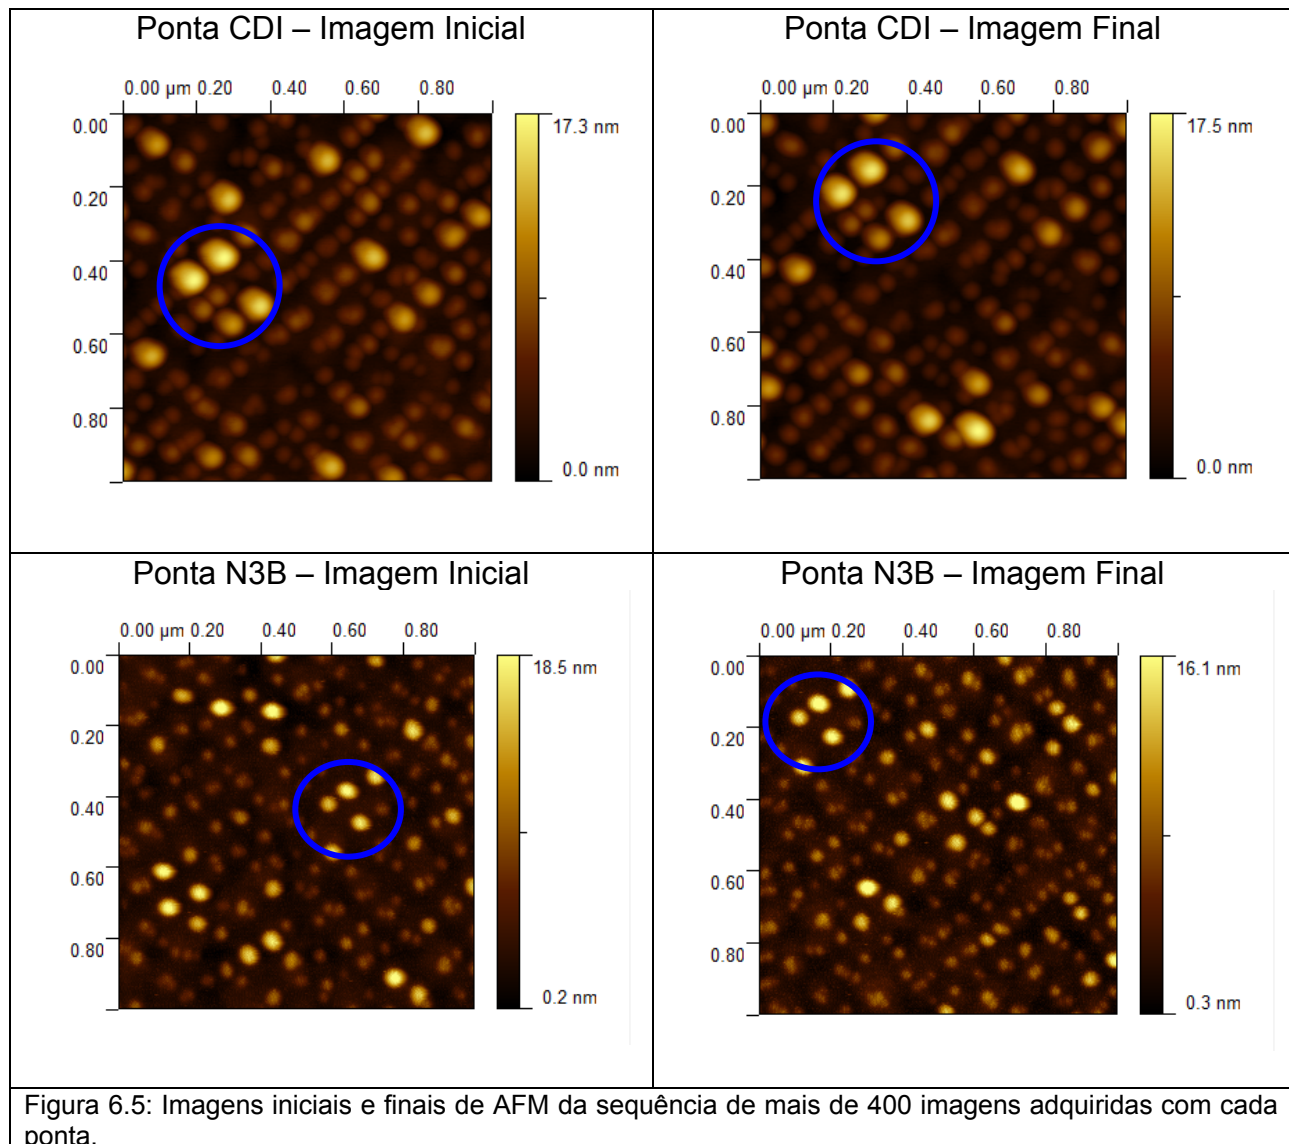 Ponta CDI – Imagem Inicial
0.00 µm 0.20 0.40 0.60 0.80
0.00
0.20
0.40
0.60
0.80
17.3 nm
0.0 nm
Ponta CDI – Imagem Final
0.00 µm 0.20 0.40 0.60 0.80
0.00
0.20
0.40
0.60
0.80
17.5 nm
0.0 nm
Ponta N3B – Imagem Inicial
0.00 µm 0.20 0.40 0.60 0.80
0.00
0.20
0.40
0.60
0.80
18.5 nm
0.2 nm
Ponta N3B – Imagem Final
0.00 µm 0.20 0.40 0.60 0.80
0.00
0.20
0.40
0.60
0.80
16.1 nm
0.3 nm
Figura 6.5: Imagens iniciais e finais de AFM da sequência de mais de 400 imagens adquiridas com cada
ponta.